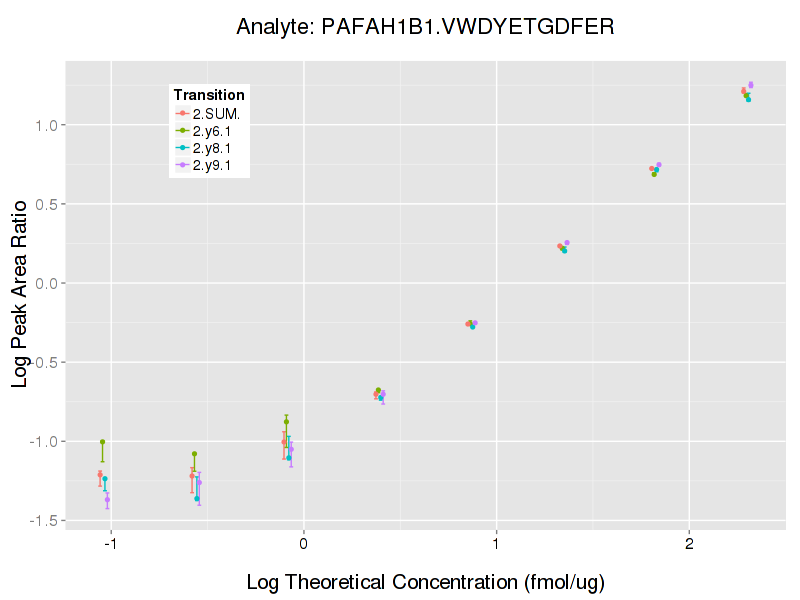 Analyte: PAFAH1B1.VWDYETGDFER
Transition
2.SUM.
2.y6.1
2.y8.1
2.y9.1
Log Peak Area Ratio
1.0
0.5
0.0
-0.5
-1.0
-1.5
-1
0
1
2
Log Theoretical Concentration (fmol/ug)